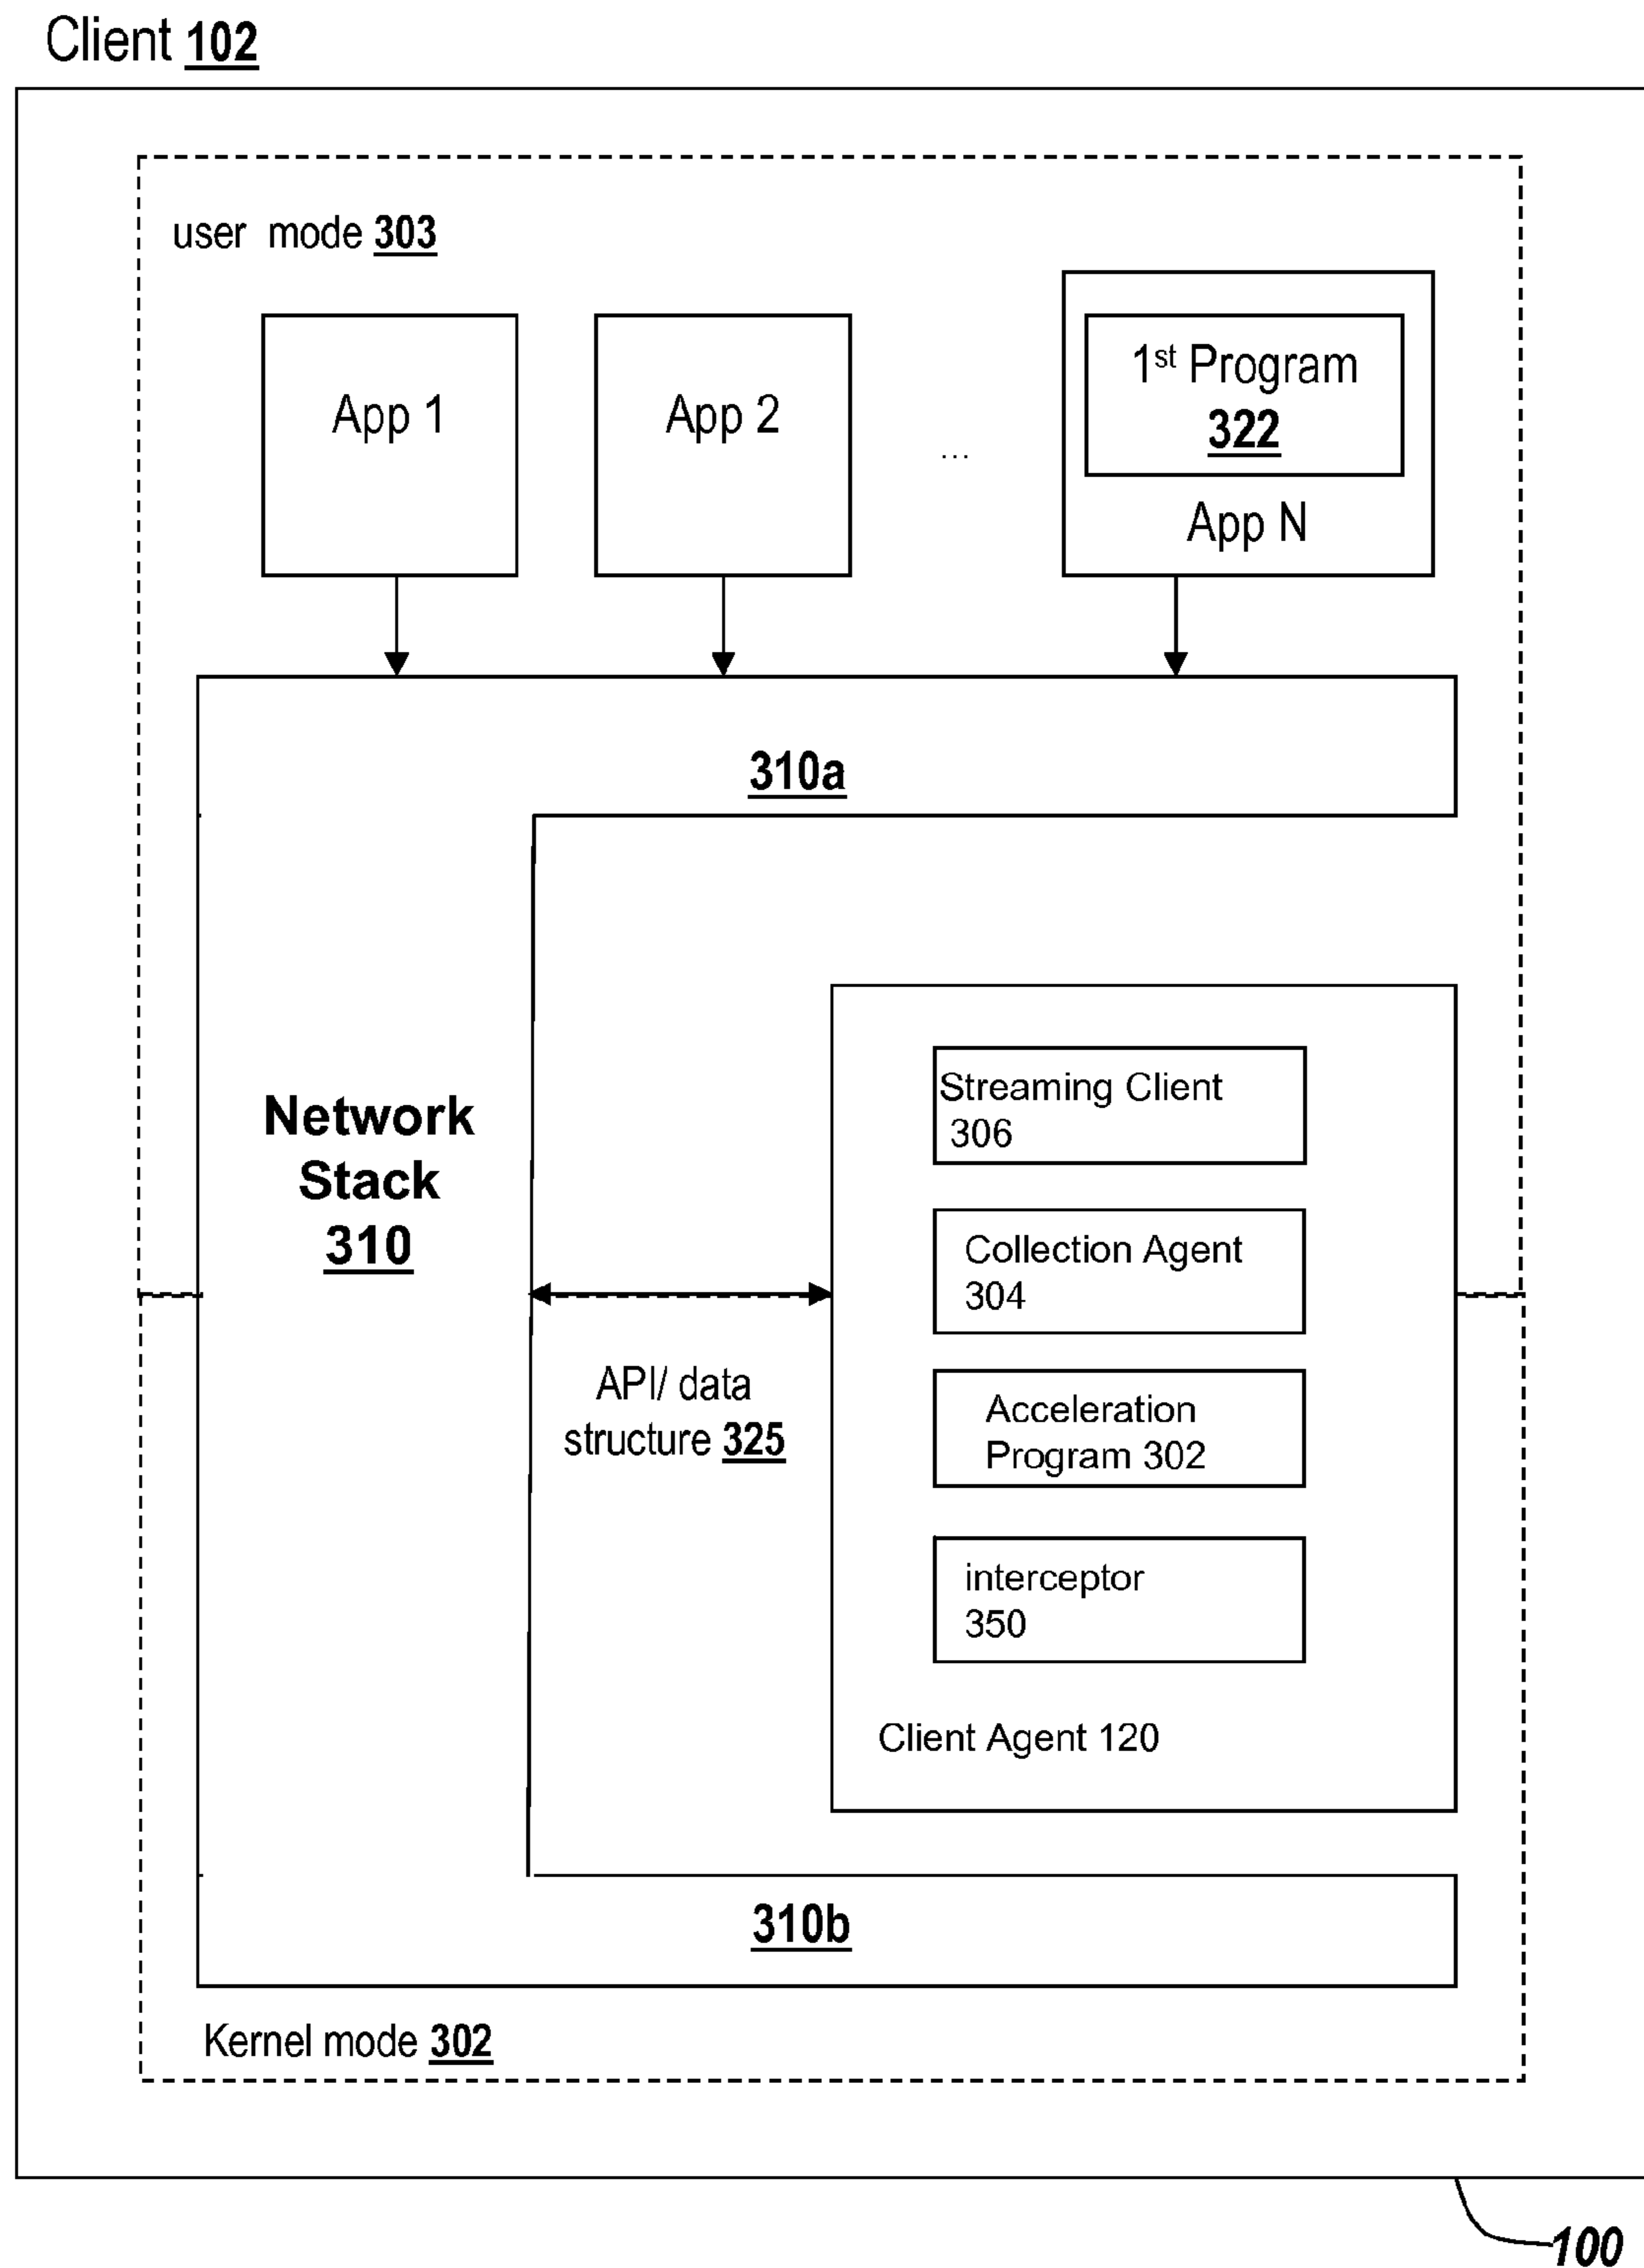 Client 102
user mode 303
App 1
App 2
...
1st Program
322
App N
310a
Network
Stack
310
Streaming Client
306
Collection Agent
304
API/ data
structure 325
Acceleration
Program 302
interceptor
350
Client Agent 120
310b
Kernel mode 302
100